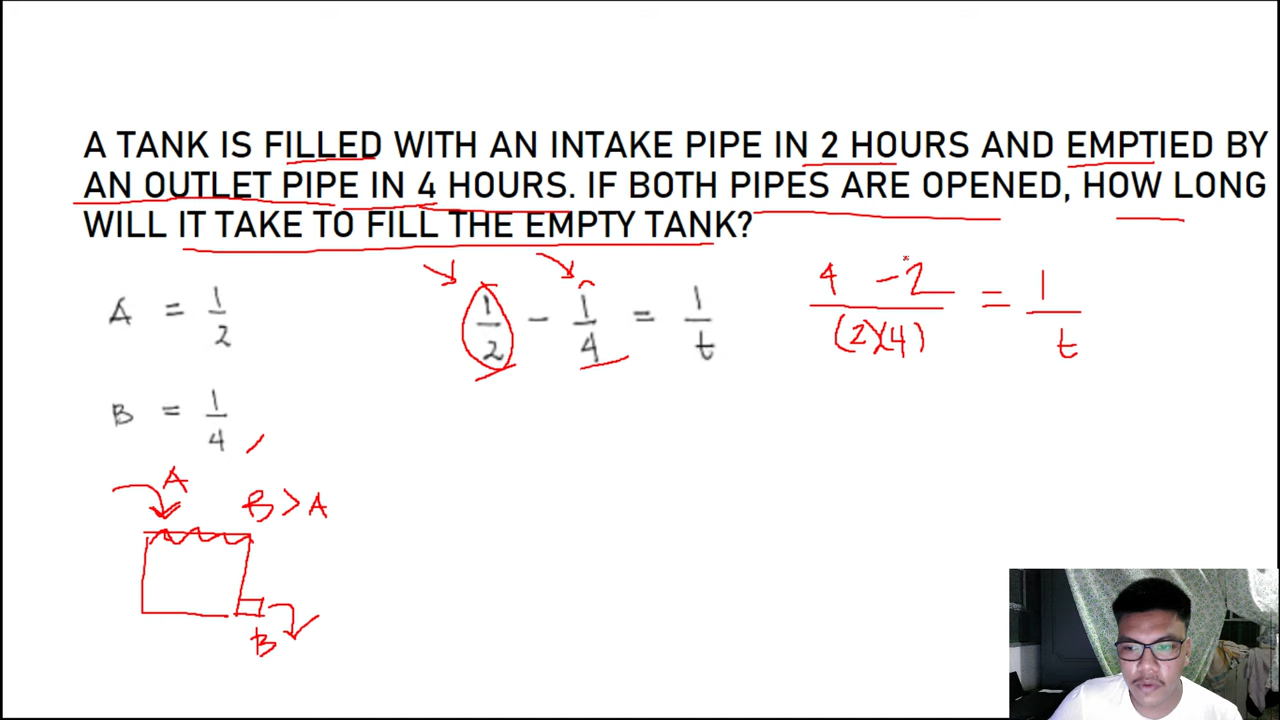 A TANK IS FILLED WITH AN INTAKE PIPE IN 2 HOURS AND EMPTIED BY
AN OUTLET PIPE IN 4 HOURS. IF BOTH PIPES ARE OPENED, HOW LONG
WILL IT TAKE TO FILL THE EMPTY TANK?
A = 1/2
1/2 - 1/4 = 1/t
4 - 2 / (2)(4) = 1/t
B = 1/4
A
B > A
B